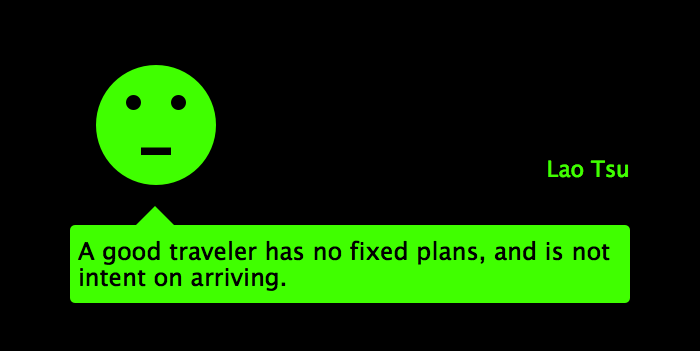 Lao Tsu
A good traveler has no fixed plans, and is not
intent on arriving.